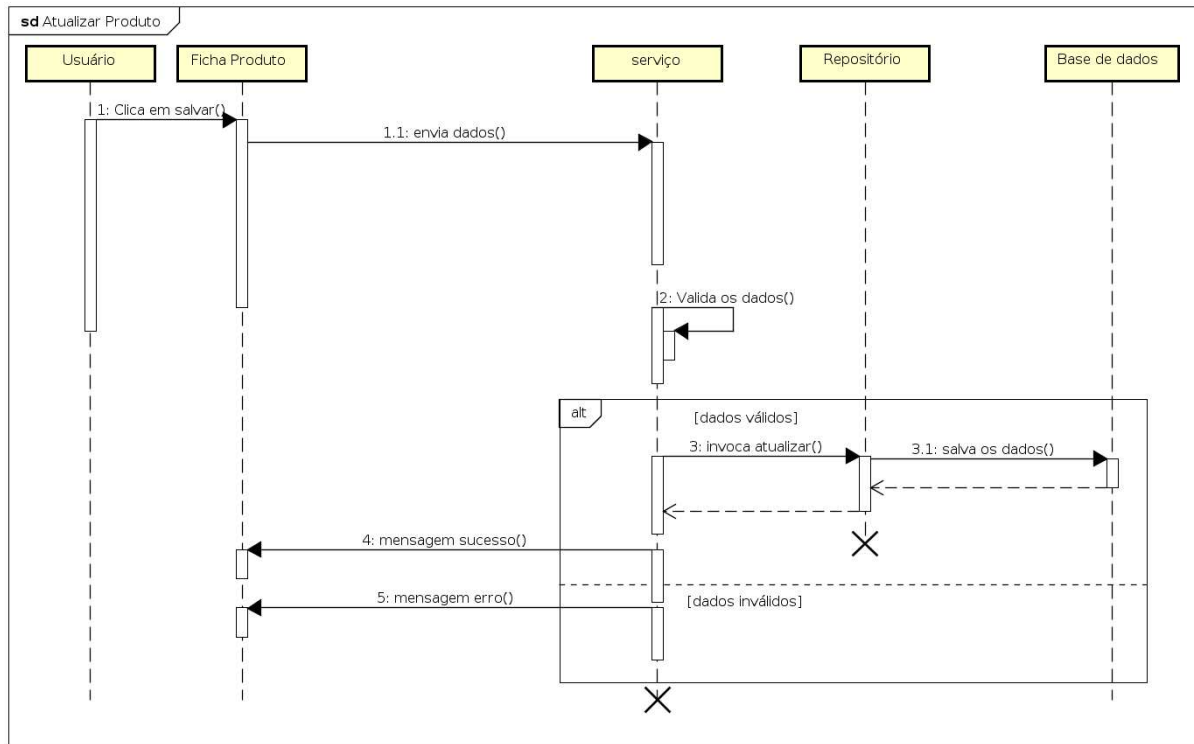 sd Atualizar Produto
Usuário
Ficha Produto
serviço
Repositório
Base de dados
1: Clica em salvar()
1.1: envia dados()
2: Valida os dados()
alt
[dados válidos]
3: invoca atualizar()
3.1: salva os dados()
4: mensagem sucesso()
5: mensagem erro()
[dados inválidos]